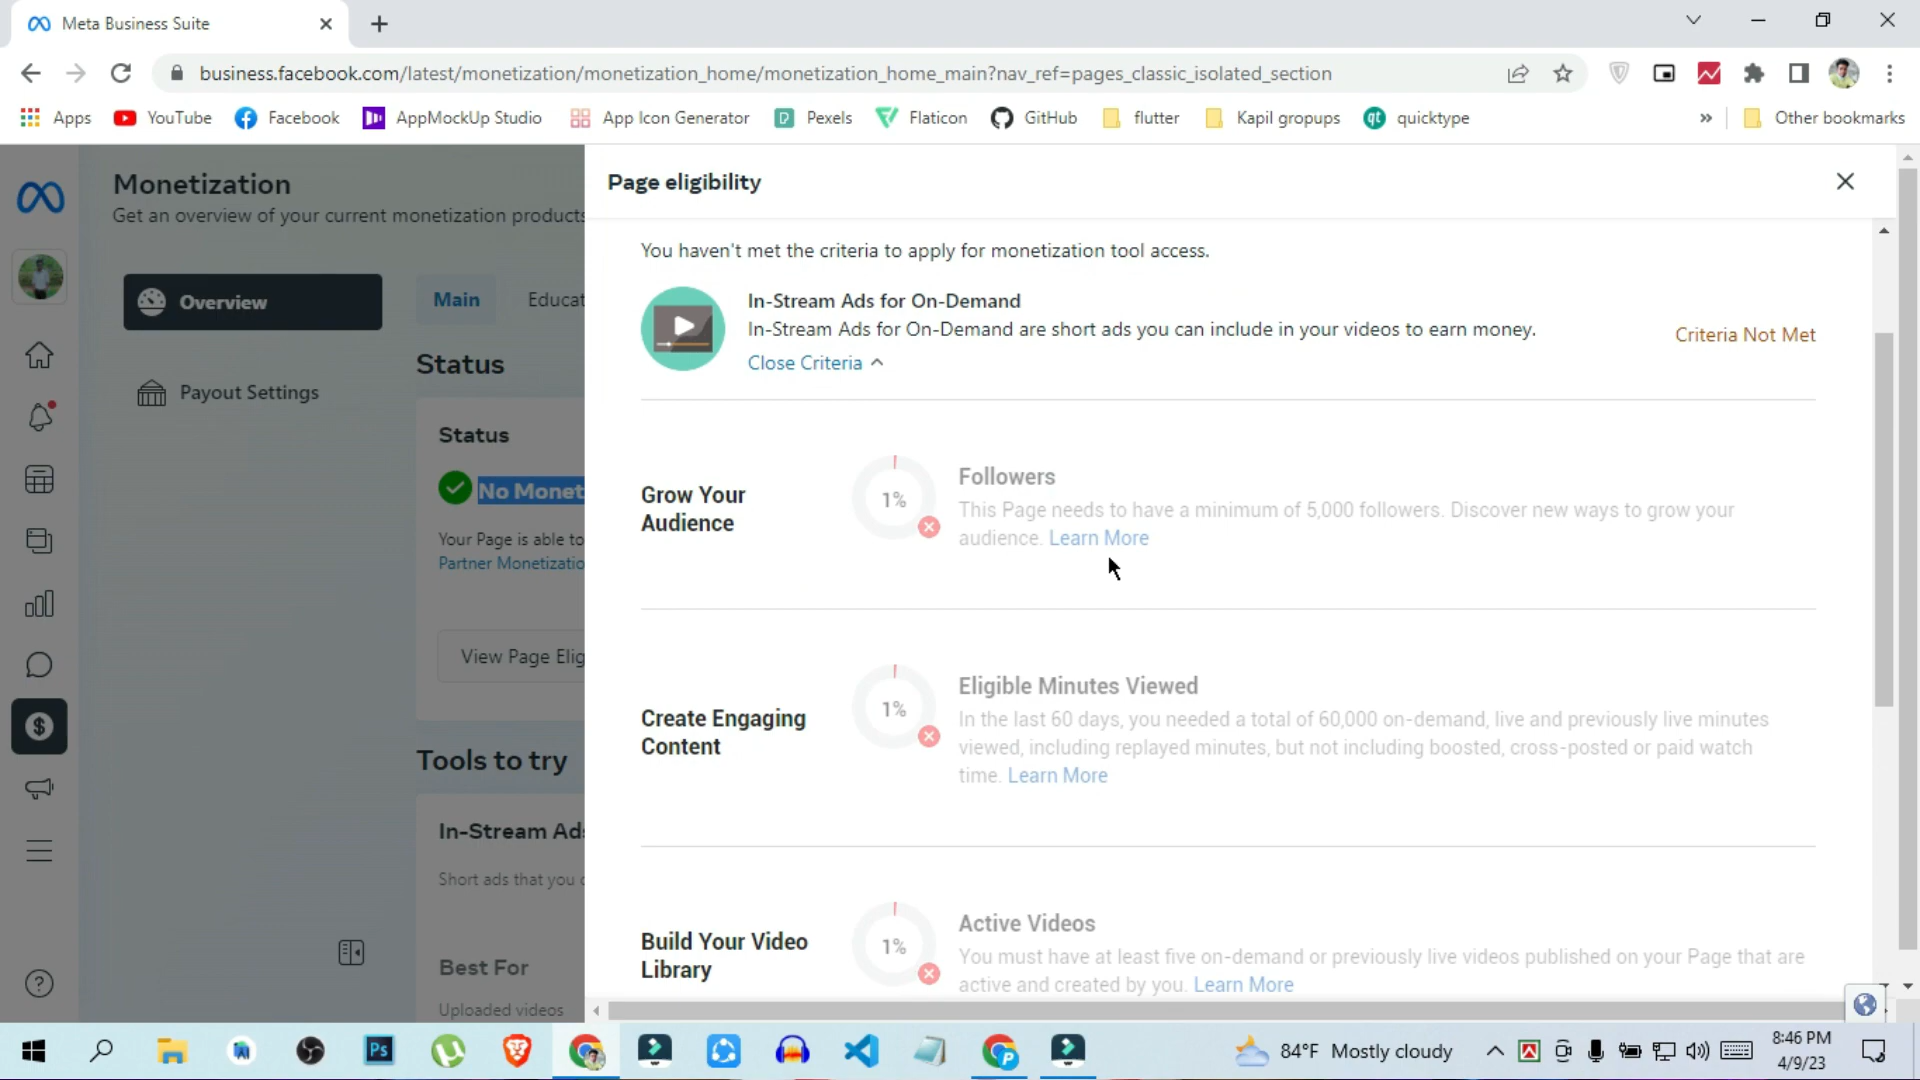 Meta Business Suite
business.facebook.com/latest/monetization/monetization_home/monetization_home_main?nav_ref=pages_classic_isolated_section
Apps
YouTube
Facebook
AppMockUp Studio
App Icon Generator
Pexels
Flaticon
GitHub
flutter
Kapil gropups
qt
quicktype
»
Other bookmarks
Monetization
Get an overview of your current monetization products
Overview
Payout Settings
Main
Educat
Status
Status
No Monet
Your Page is able to
Partner Monetizatio
View Page Elig
Tools to try
In-Stream Ad
Short ads that you
Best For
Uploaded videos
Page eligibility
You haven't met the criteria to apply for monetization tool access.
In-Stream Ads for On-Demand
In-Stream Ads for On-Demand are short ads you can include in your videos to earn money.
Close Criteria
Criteria Not Met
Grow Your
Audience
1%
Followers
This Page needs to have a minimum of 5,000 followers. Discover new ways to grow your
audience. Learn More
Create Engaging
Content
1%
Eligible Minutes Viewed
In the last 60 days, you needed a total of 60,000 on-demand, live and previously live minutes
viewed, including replayed minutes, but not including boosted, cross-posted or paid watch
time. Learn More
Build Your Video
Library
1%
Active Videos
You must have at least five on-demand or previously live videos published on your Page that are
active and created by you. Learn More
Ps
84°F Mostly cloudy
8:46 PM
4/9/23